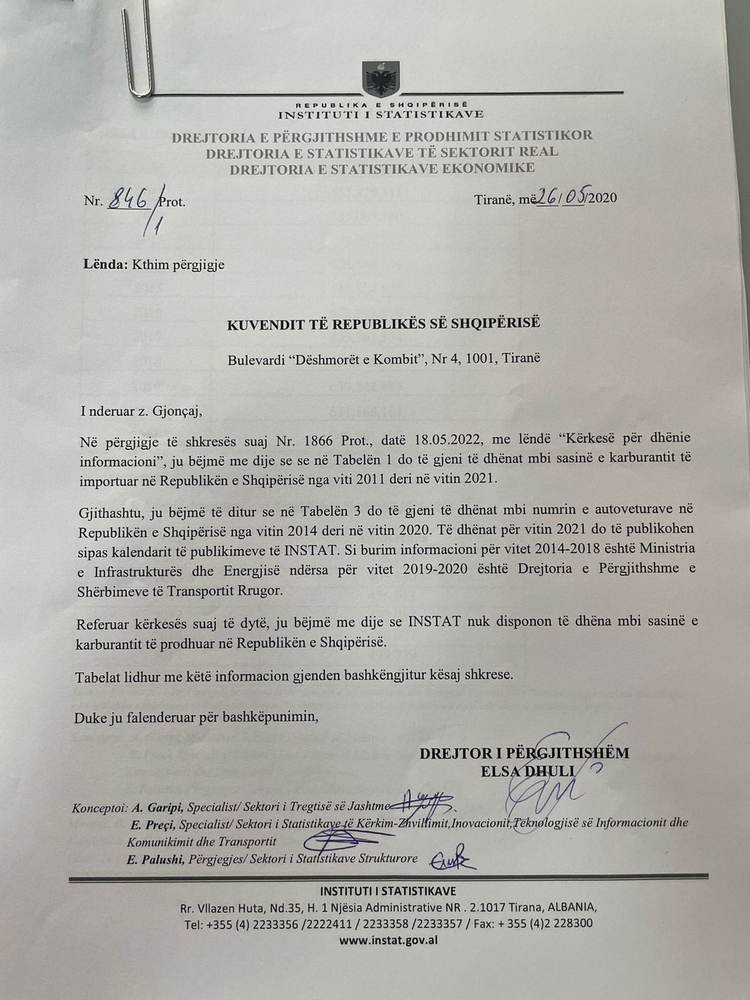 REPUBLIKA E SHQIPËRISË
INSTITUTI I STATISTIKAVE
DREJTORIA E PËRGJITHSHME E PRODHIMIT STATISTIKOR
DREJTORIA E STATISTIKAVE TË SEKTORIT REAL
DREJTORIA E STATISTIKAVE EKONOMIKE
Nr. 846/1 Prot.
Tiranë, më 26/05/2020
Lënda: Kthim përgjigje
KUVENDIT TË REPUBLIKËS SË SHQIPËRISË
Bulevardi “Dëshmorët e Kombit”, Nr 4, 1001, Tiranë
I nderuar z. Gjonçaj,
Në përgjigje të shkresës suaj Nr. 1866 Prot., datë 18.05.2022, me lëndë “Kërkesë për dhënie
informacioni”, ju bëjmë me dije se se në Tabelën 1 do të gjeni të dhënat mbi sasinë e karburantit të
importuar në Republikën e Shqipërisë nga viti 2011 deri në vitin 2021.
Gjithashtu, ju bëjmë të ditur se në Tabelën 3 do të gjeni të dhënat mbi numrin e autoveturave në
Republikën e Shqipërisë nga vitin 2014 deri në vitin 2020. Të dhënat për vitin 2021 do të publikohen
sipas kalendarit të publikimeve të INSTAT. Si burim informacioni për vitet 2014-2018 është Ministria
e Infrastrukturës dhe Energjisë ndërsa për vitet 2019-2020 është Drejtoria e Përgjithshme e
Shërbimeve të Transportit Rrugor.
Referuar kërkesës suaj të dytë, ju bëjmë me dije se INSTAT nuk disponon të dhëna mbi sasinë e
karburantit të prodhuar në Republikën e Shqipërisë.
Tabelat lidhur me këtë informacion gjenden bashkëngjitur kësaj shkrese.
Duke ju falenderuar për bashkëpunimin,
DREJTOR I PËRGJITHSHËM
ELSA DHULI
Konceptoi: A. Garipi, Specialist/ Sektori i Tregtisë së Jashtme
E. Preçi, Specialist/ Sektori i Statistikave të Kërkim-Zhvillimit,Inovacionit,Teknologjisë së Informacionit dhe
Komunikimit dhe Transportit
E. Palushi, Përgjegjes/ Sektori i Statistikave Strukturore
INSTITUTI I STATISTIKAVE
Rr. Vllazen Huta, Nd.35, H. 1 Njësia Administrative NR . 2.1017 Tirana, ALBANIA,
Tel: +355 (4) 2233356 /2222411 / 2233358 /2233357 / Fax: + 355 (4)2 228300
www.instat.gov.al